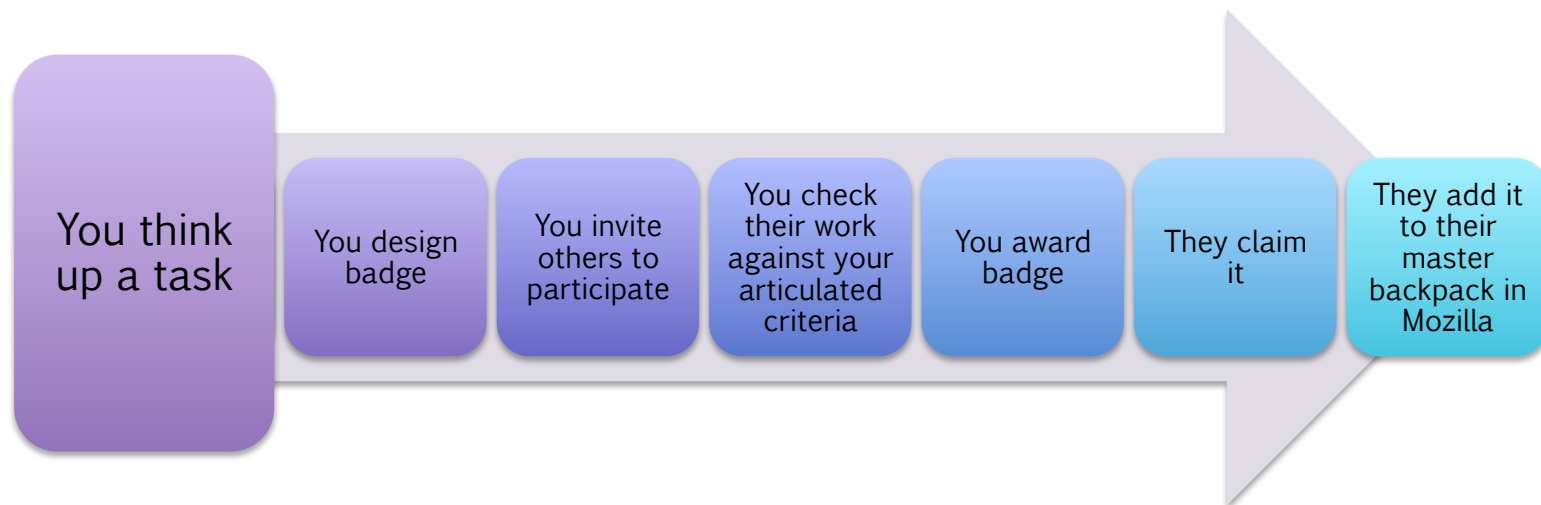 You think
up a task
You design
badge
You invite
others to
participate
You check
their work
against your
articulated
criteria
You award
badge
They claim
it
They add it
to their
master
backpack in
Mozilla